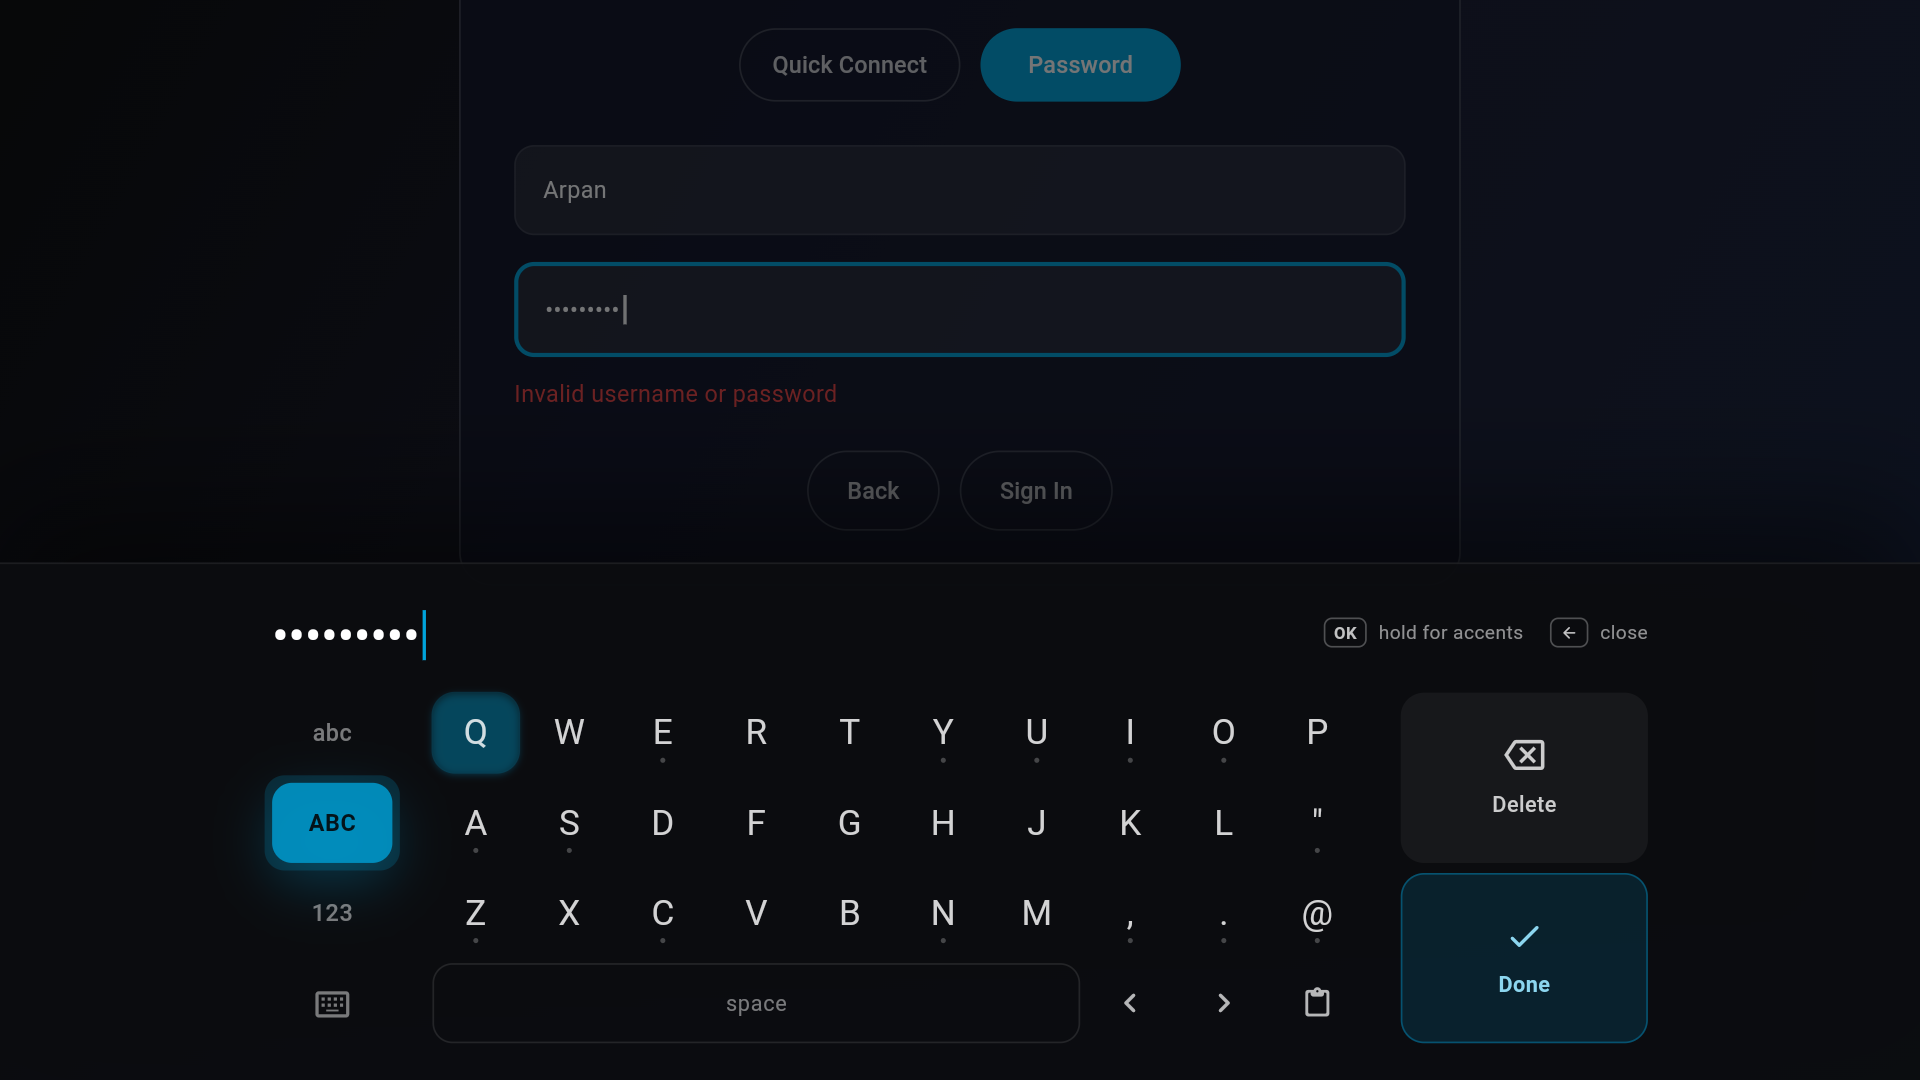 Quick Connect Password
Arpan
•••••••••
Invalid username or password
Back Sign In
•••••••••
OK hold for accents close
abc Q W E R T Y U I O P
Delete
ABC A S D F G H J K L "
123 Z X C V B N M , . @
Done
space